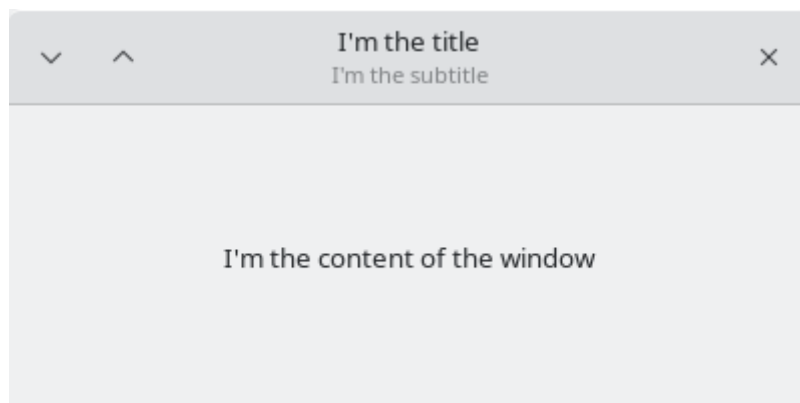 I'm the title
I'm the subtitle
I'm the content of the window